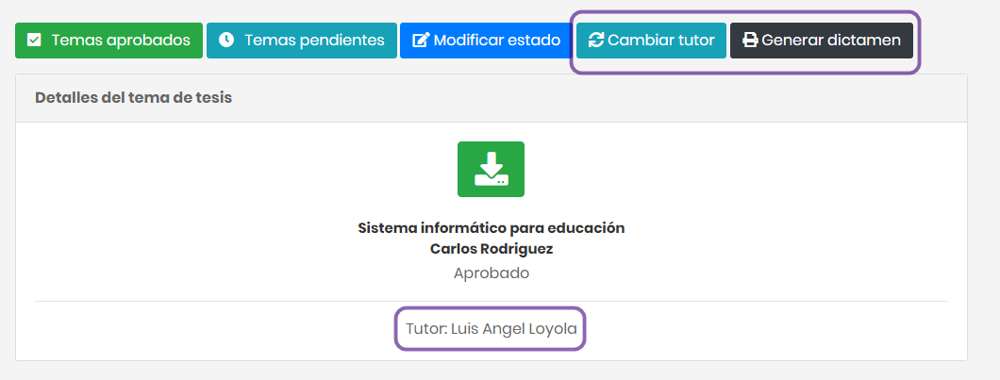 Temas aprobados Temas pendientes Modificar estado Cambiar tutor Generar dictamen
Detalles del tema de tesis
Sistema informático para educación
Carlos Rodriguez
Aprobado
Tutor: Luis Angel Loyola